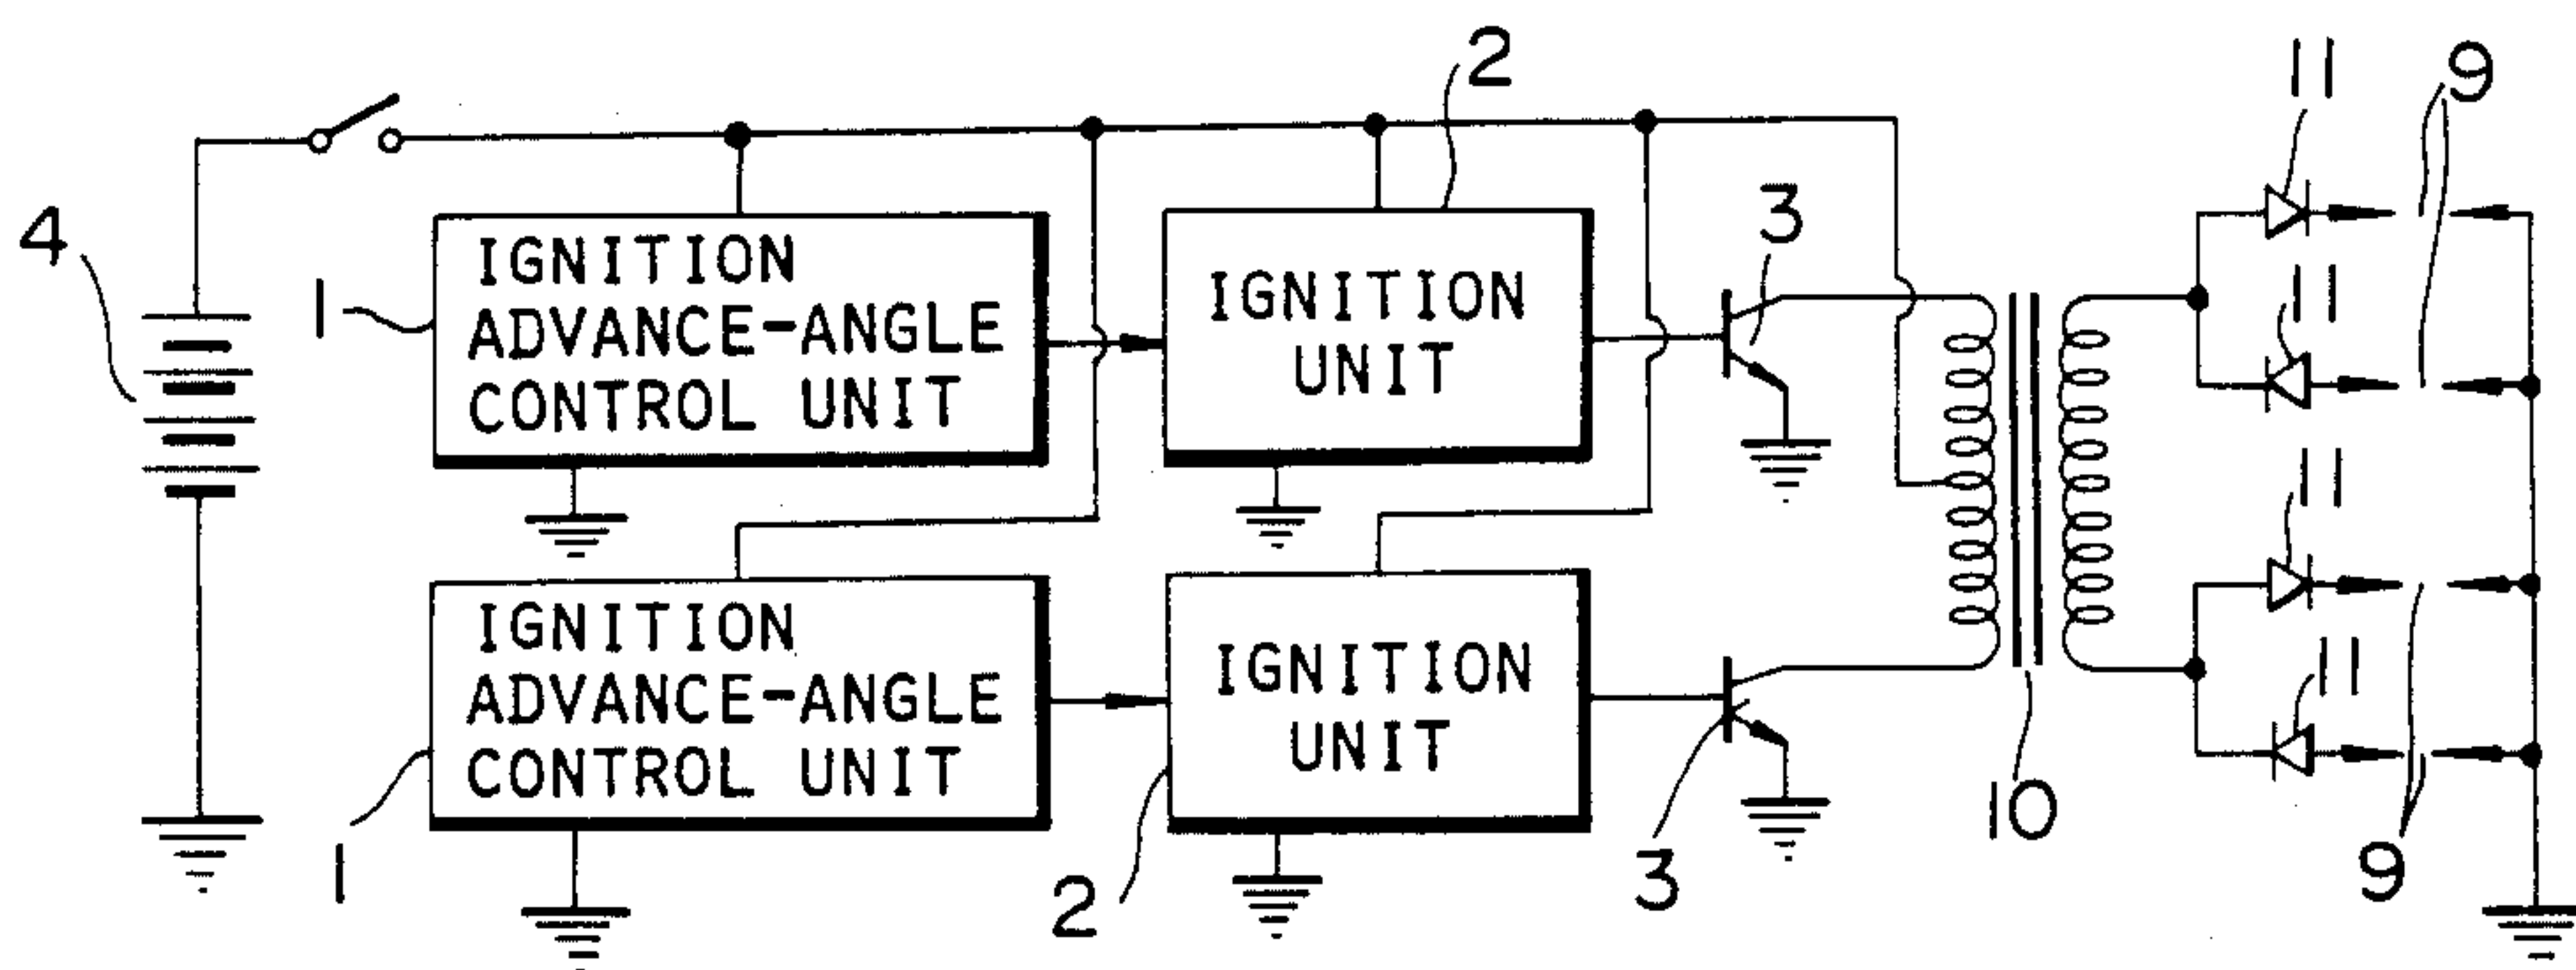 2
11
9
4
3
1
IGNITION
ADVANCE-ANGLE
CONTROL UNIT
IGNITION
UNIT
11
11
1
IGNITION
ADVANCE-ANGLE
CONTROL UNIT
2
IGNITION
UNIT
3
10
11
9